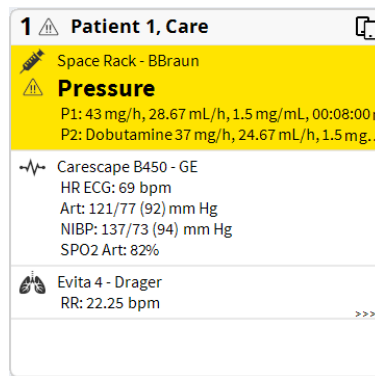 1 Patient 1, Care
Space Rack - BBraun
Pressure
P1: 43 mg/h, 28.67 mL/h, 1.5 mg/mL, 00:08:00
P2: Dobutamine 37 mg/h, 24.67 mL/h, 1.5 mg..
Carescape B450 - GE
HR ECG: 69 bpm
Art: 121/77 (92) mm Hg
NIBP: 137/73 (94) mm Hg
SPO2 Art: 82%
Evita 4 - Drager
RR: 22.25 bpm
>>>